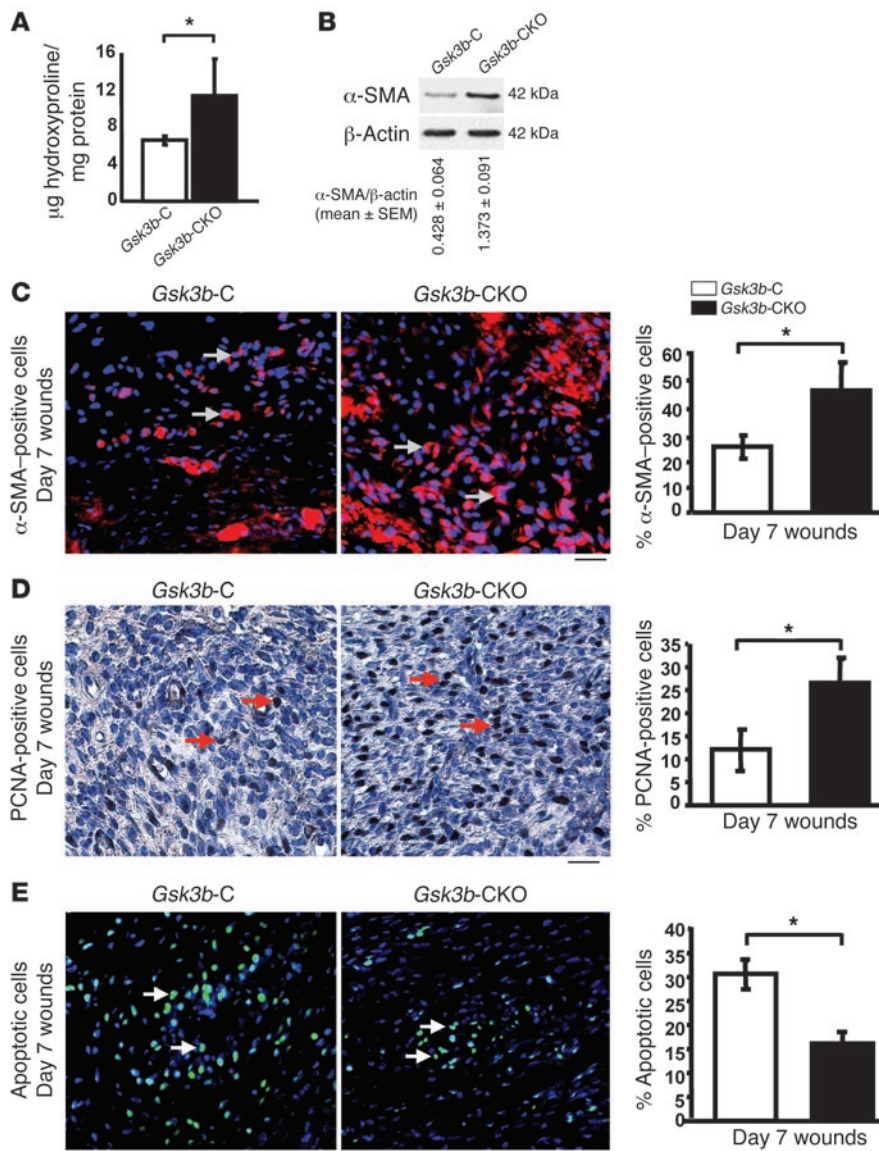 A
µg hydroxyproline/
mg protein
16
12
8
4
0
*
Gsk3b-C
Gsk3b-CKO
B
Gsk3b-C
Gsk3b-CKO
α-SMA
42 kDa
β-Actin
42 kDa
α-SMA/β-actin
(mean ± SEM)
0.428 ± 0.064
1.373 ± 0.091
C
Gsk3b-C
Gsk3b-CKO
α-SMA–positive cells
Day 7 wounds
Gsk3b-C
Gsk3b-CKO
% α-SMA–positive cells
60
50
40
30
20
10
0
*
Day 7 wounds
D
Gsk3b-C
Gsk3b-CKO
PCNA-positive cells
Day 7 wounds
% PCNA-positive cells
35
30
25
20
15
10
5
0
*
Day 7 wounds
E
Gsk3b-C
Gsk3b-CKO
Apoptotic cells
Day 7 wounds
% Apoptotic cells
40
35
30
25
20
15
10
5
0
*
Day 7 wounds